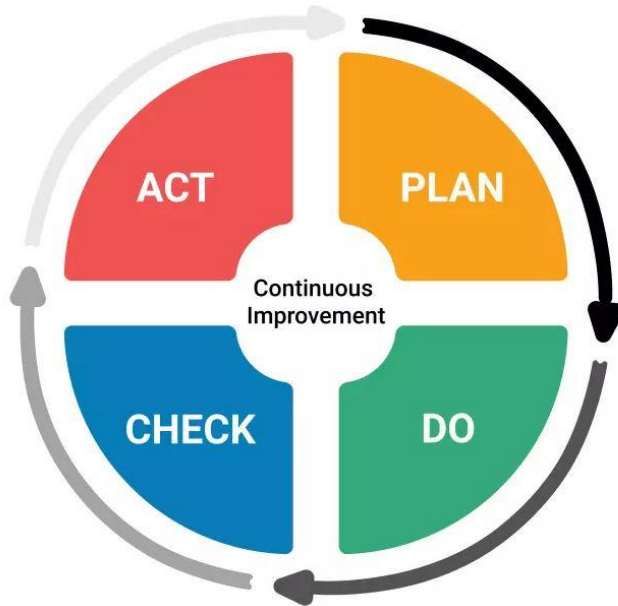 ACT
PLAN
Continuous
Improvement
CHECK
DO